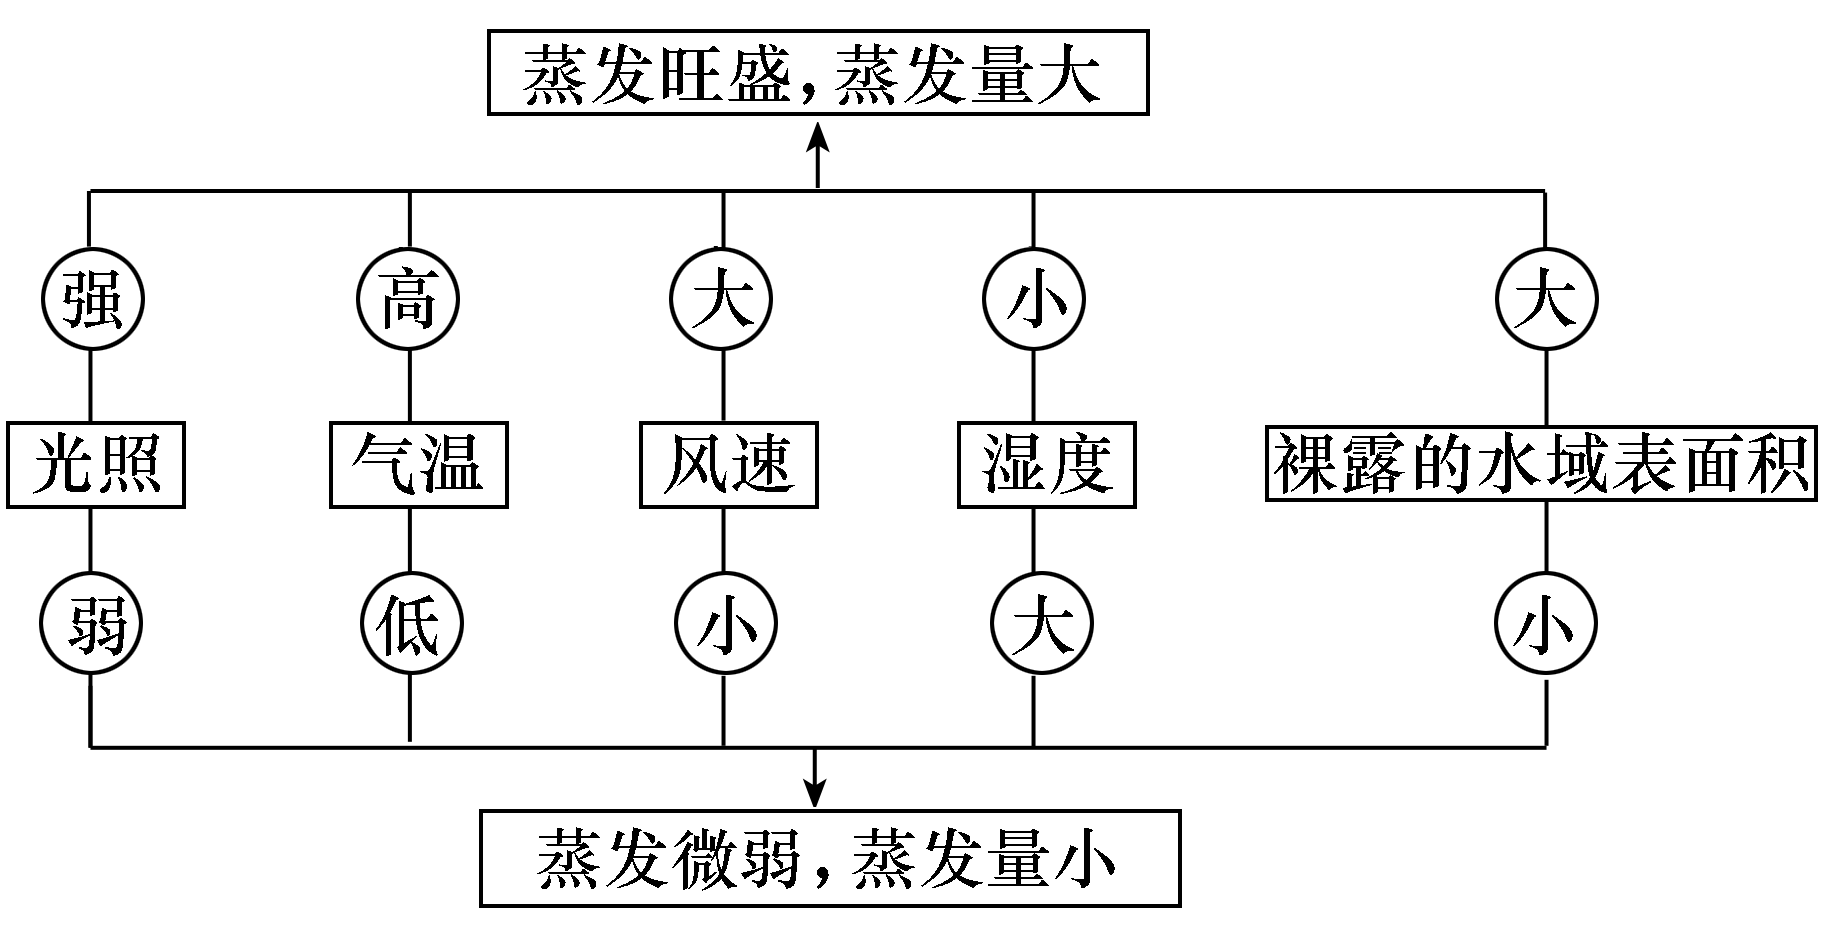 蒸发旺盛，蒸发量大
强 高 大 小 大
光照 气温 风速 湿度 裸露的水域表面积
弱 低 小 大 小
蒸发微弱，蒸发量小